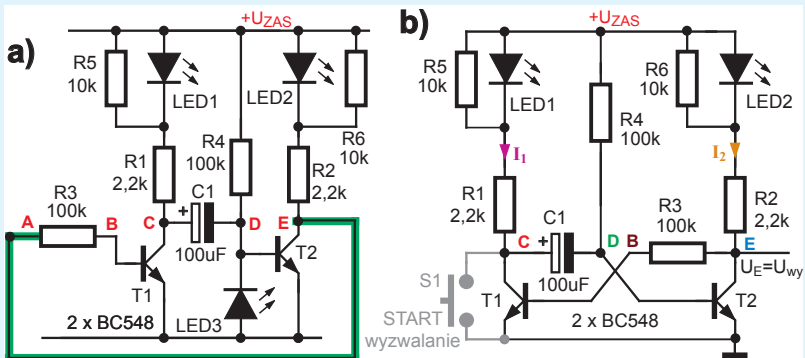 a)
+UZAS
R5
10k
LED1
LED2
R4
100k
R6
10k
R1
2,2k
R2
2,2k
R3
100k
A
B
C
+
C1
100uF
D
E
T1
T2
LED3
2 x BC548
b)
+UZAS
R5
10k
LED1
R6
10k
LED2
R4
100k
I1
I2
R1
2,2k
R2
2,2k
R3
100k
C
+
C1
100uF
D
B
E
UE=Uwy
S1
START
wyzwalanie
T1
T2
2 x BC548